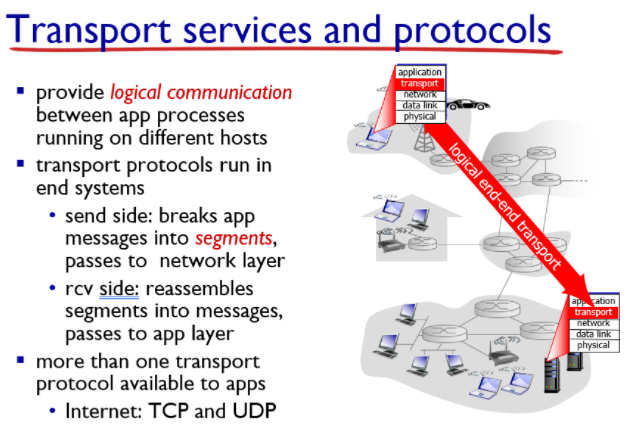 Transport services and protocols
provide logical communication
between app processes
running on different hosts
transport protocols run in
end systems
send side: breaks app
messages into segments,
passes to network layer
rcv side: reassembles
segments into messages,
passes to app layer
more than one transport
protocol available to apps
Internet: TCP and UDP
application
transport
network
data link
physical
logical end-end transport
application
transport
network
data link
physical